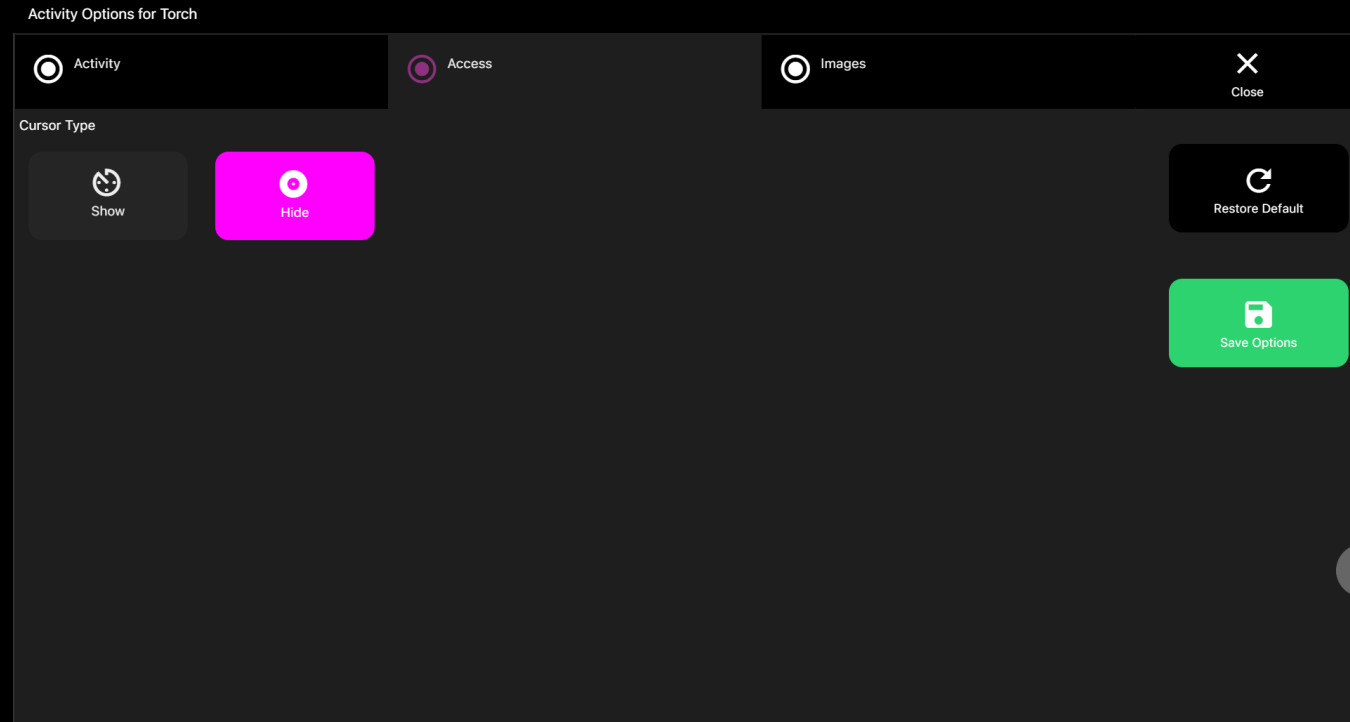 Activity Options for Torch
Activity
Access
Images
Close
Cursor Type
Show
Hide
Restore Default
Save Options